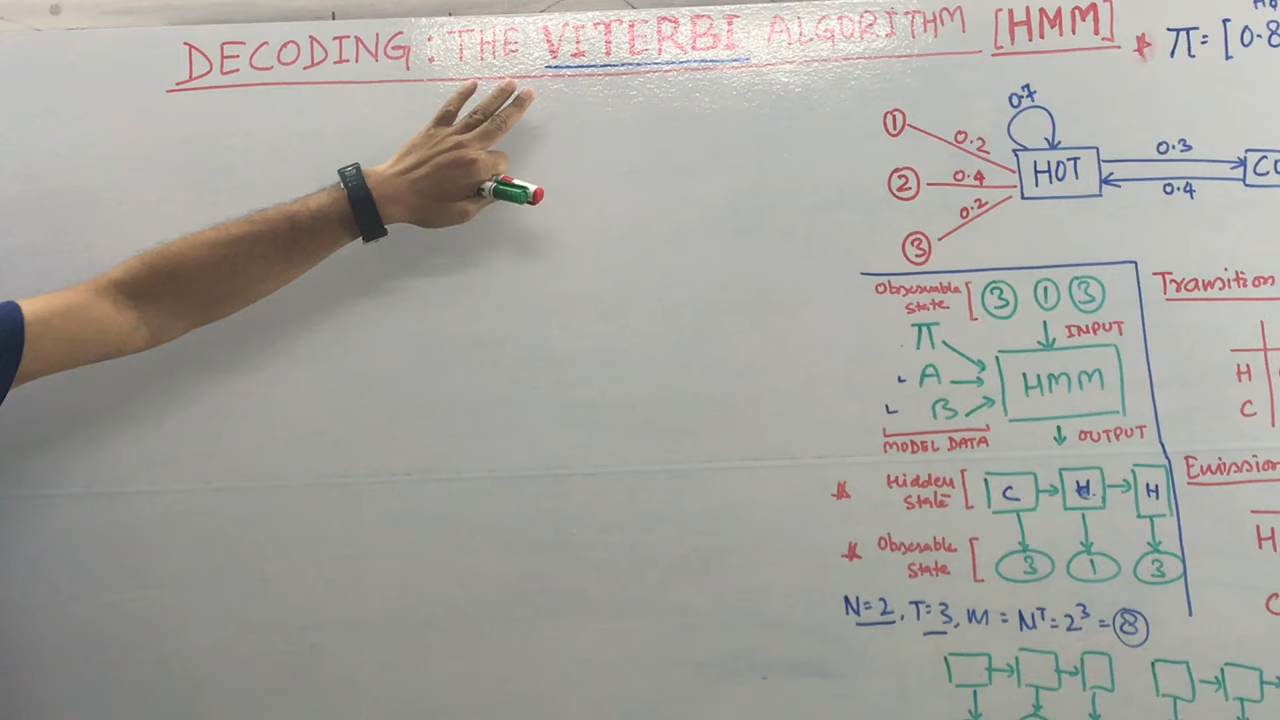 DECODING: THE VITERBI ALGORITHM [HMM]
* π = [0.8
0.7
① 0.2
② 0.4
③ 0.2
HOT
0.3
0.4
CO
Observable State [ ③ ① ③
INPUT
π
A
B
HMM
MODEL DATA
OUTPUT
* Hidden State [ C → H → H
* Obserable State [ 3 1 3
N=2, T=3, M = N^T = 2^3 = ⑧
Transition
H
C
Emission
H
C